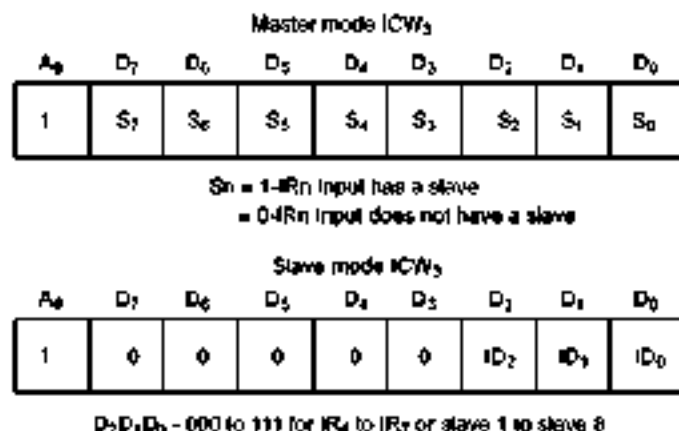 Master mode ICW₃
A₀ D₇ D₆ D₅ D₄ D₃ D₂ D₁ D₀
1 S₇ S₆ S₅ S₄ S₃ S₂ S₁ S₀
Sn = 1-IRn Input has a slave
= 0-IRn Input does not have a slave
Slave mode ICW₃
A₀ D₇ D₆ D₅ D₄ D₃ D₂ D₁ D₀
1 0 0 0 0 0 ID₂ ID₁ ID₀
D₂D₁D₀ - 000 to 111 for to IR₇ or slave 1 to slave 8